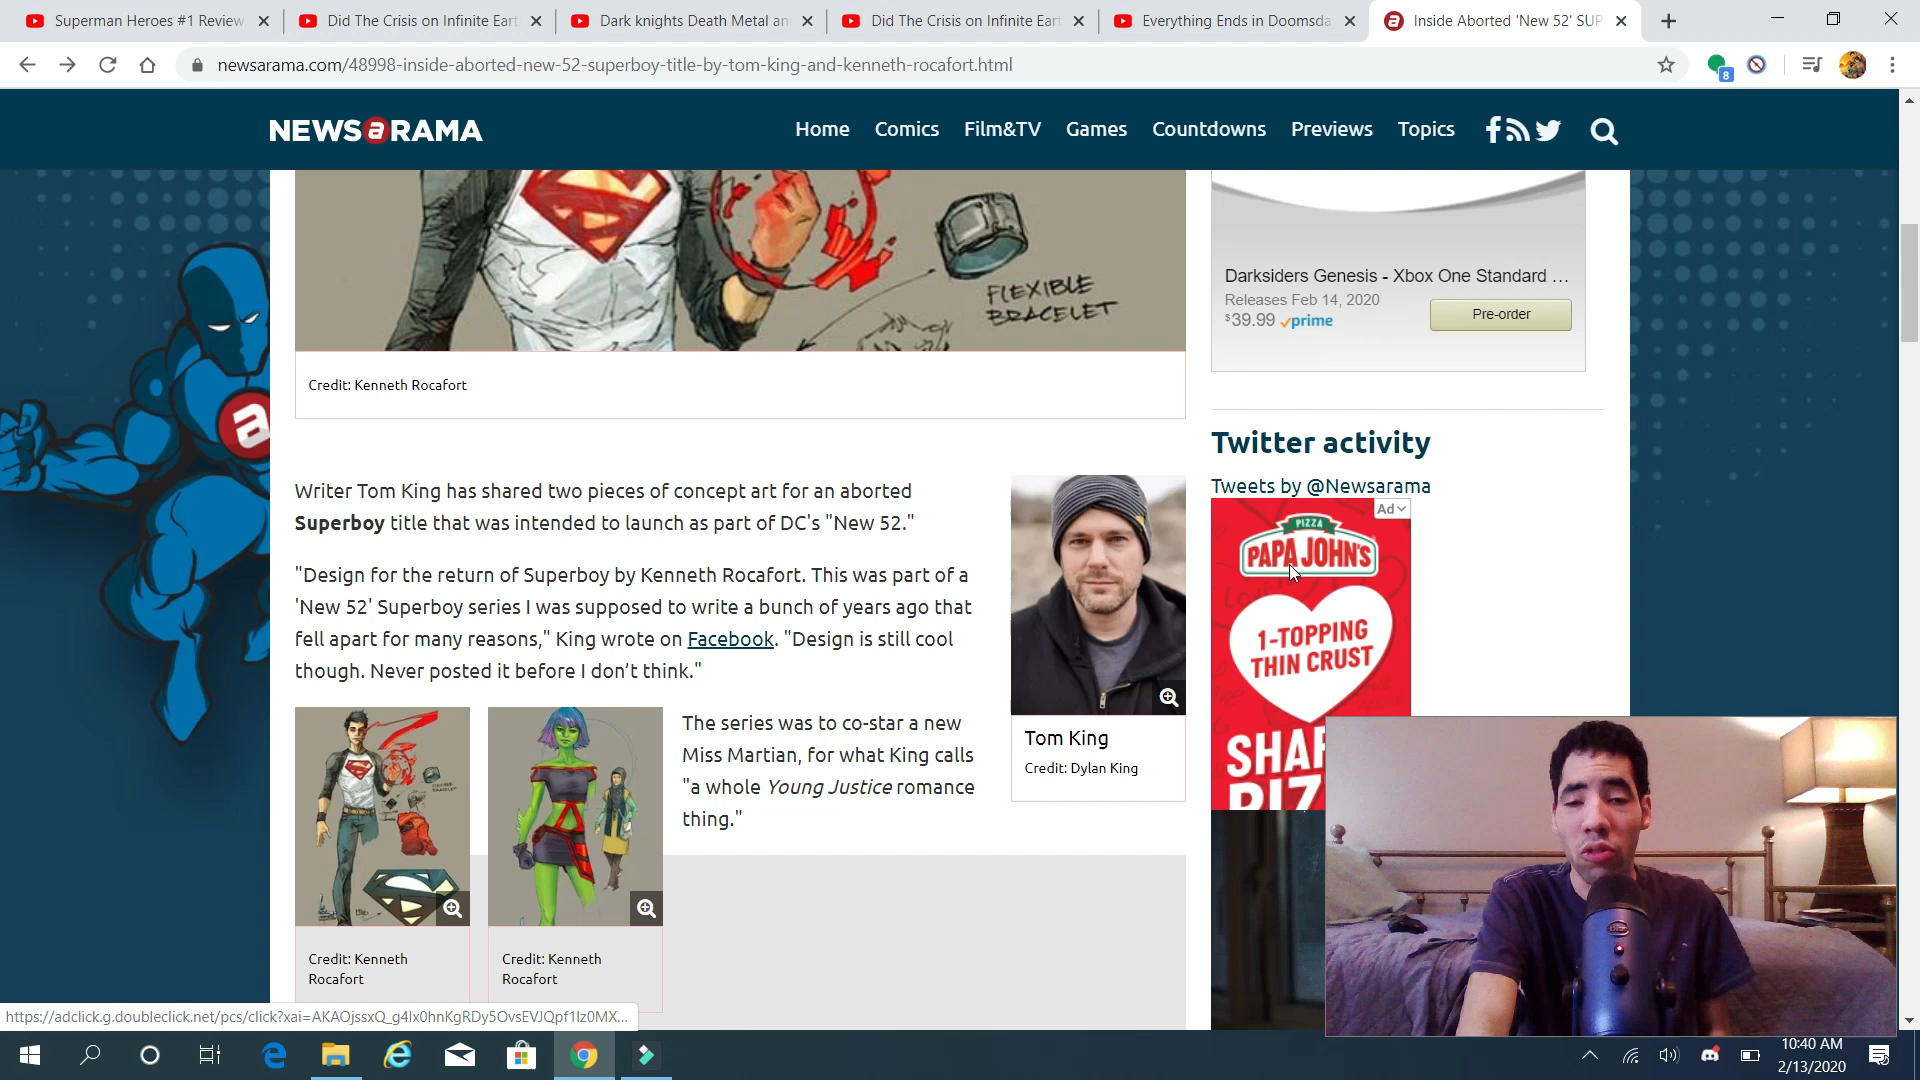 Superman Heroes #1 Review
Did The Crisis on Infinite Eart
Dark knights Death Metal an
Did The Crisis on Infinite Eart
Everything Ends in Doomsda
Inside Aborted 'New 52' SUP
newsarama.com/48998-inside-aborted-new-52-superboy-title-by-tom-king-and-kenneth-rocafort.html
8
NEWSaRAMA
Home
Comics
Film&TV
Games
Countdowns
Previews
Topics
FLEXIBLE
BRACELET
Credit: Kenneth Rocafort
Darksiders Genesis - Xbox One Standard ...
Releases Feb 14, 2020
$39.99 prime
Pre-order
Twitter activity
Tweets by @Newsarama
Ad
PIZZA
PAPA JOHN'S
1-TOPPING
THIN CRUST
Writer Tom King has shared two pieces of concept art for an aborted
Superboy title that was intended to launch as part of DC's "New 52."
"Design for the return of Superboy by Kenneth Rocafort. This was part of a
'New 52' Superboy series I was supposed to write a bunch of years ago that
fell apart for many reasons," King wrote on Facebook. "Design is still cool
though. Never posted it before I don't think."
The series was to co-star a new
Miss Martian, for what King calls
"a whole Young Justice romance
thing."
Tom King
Credit: Dylan King
Credit: Kenneth
Rocafort
Credit: Kenneth
Rocafort
https://adclick.g.doubleclick.net/pcs/click?xai=AKAOjssxQ_g4lx0hnKgRDy5OvsEVJQpf1Iz0MX...
10:40 AM
2/13/2020